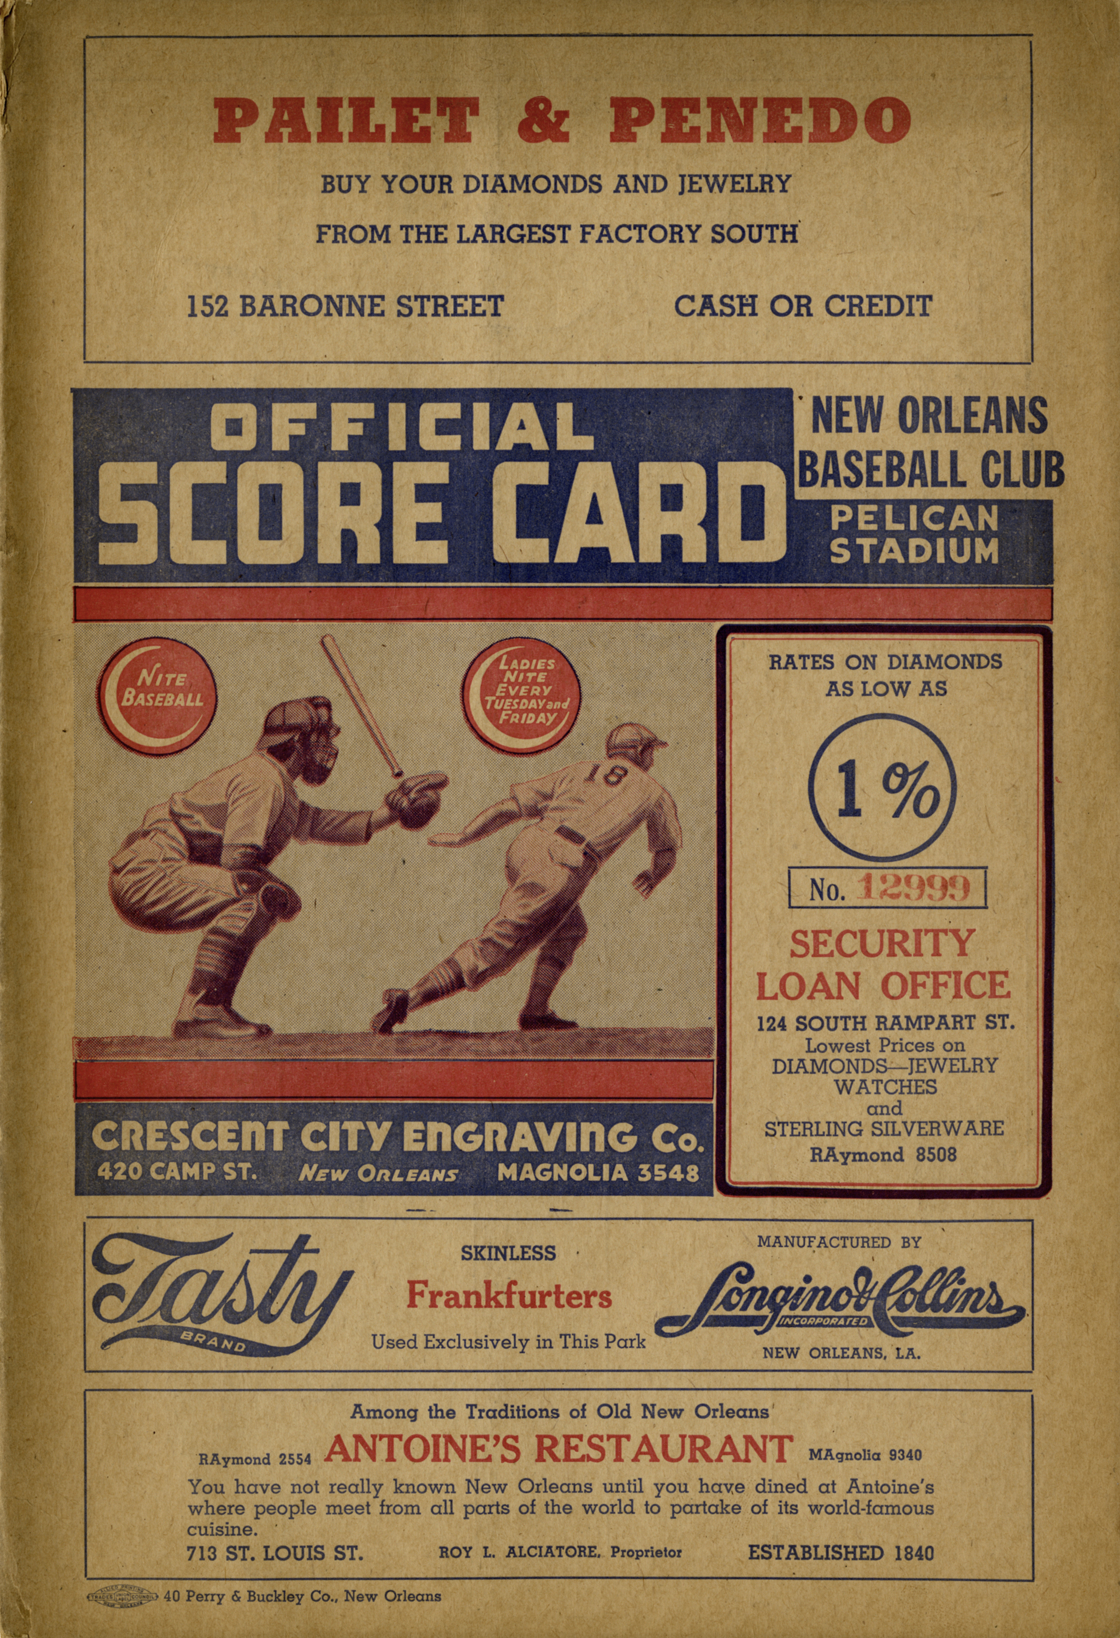 PAILET & PENEDO
BUY YOUR DIAMONDS AND JEWELRY
FROM THE LARGEST FACTORY SOUTH
152 BARONNE STREET CASH OR CREDIT
OFFICIAL
SCORE CARD
NEW ORLEANS
BASEBALL CLUB
PELICAN
STADIUM
NITE
BASEBALL
LADIES
NITE
EVERY
TUESDAY and
FRIDAY
18
RATES ON DIAMONDS
AS LOW AS
1%
No. 12999
SECURITY
LOAN OFFICE
124 SOUTH RAMPART ST.
Lowest Prices on
DIAMONDS—JEWELRY
WATCHES
and
STERLING SILVERWARE
RAymond 8508
CRESCENT CITY ENGRAVING Co.
420 CAMP ST. NEW ORLEANS MAGNOLIA 3548
Tasty
BRAND
SKINLESS
Frankfurters
Used Exclusively in This Park
MANUFACTURED BY
Longino & Collins
INCORPORATED
NEW ORLEANS, LA.
Among the Traditions of Old New Orleans
RAymond 2554 ANTOINE'S RESTAURANT MAgnolia 9340
You have not really known New Orleans until you have dined at Antoine's
where people meet from all parts of the world to partake of its world-famous
cuisine.
713 ST. LOUIS ST. ROY L. ALCIATORE, Proprietor ESTABLISHED 1840
40 Perry & Buckley Co., New Orleans